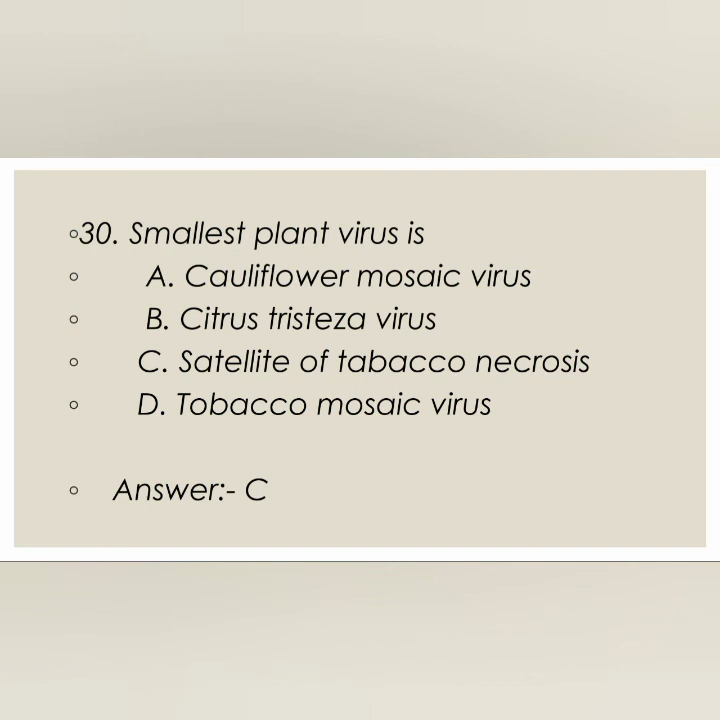 ◦30. Smallest plant virus is
◦ A. Cauliflower mosaic virus
◦ B. Citrus tristeza virus
◦ C. Satellite of tabacco necrosis
◦ D. Tobacco mosaic virus
◦ Answer:- C